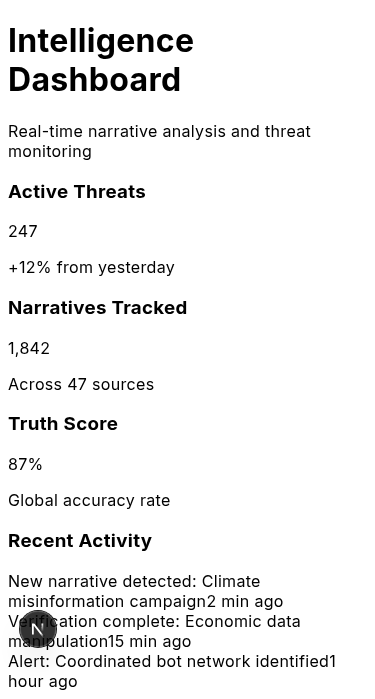 Intelligence
Dashboard
Real-time narrative analysis and threat
monitoring
Active Threats
247
+12% from yesterday
Narratives Tracked
1,842
Across 47 sources
Truth Score
87%
Global accuracy rate
Recent Activity
New narrative detected: Climate
misinformation campaign2 min ago
Verification complete: Economic data
manipulation15 min ago
Alert: Coordinated bot network identified1
hour ago
N